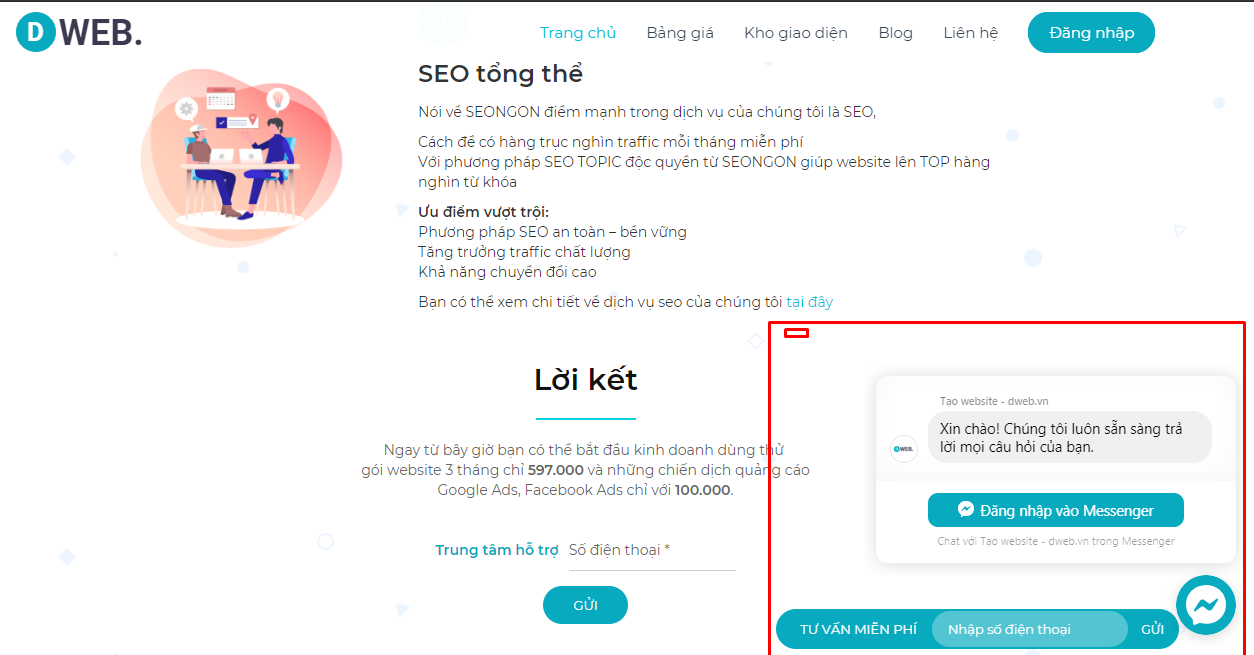 D WEB.
Trang chủ
Bảng giá
Kho giao diện
Blog
Liên hệ
Đăng nhập
SEO tổng thể
Nói về SEONGON điểm mạnh trong dịch vụ của chúng tôi là SEO,
Cách để có hàng trục nghìn traffic mỗi tháng miễn phí
Với phương pháp SEO TOPIC độc quyền từ SEONGON giúp website lên TOP hàng
nghìn từ khóa
Ưu điểm vượt trội:
Phương pháp SEO an toàn – bền vững
Tăng trưởng traffic chất lượng
Khả năng chuyển đổi cao
Bạn có thể xem chi tiết về dịch vụ seo của chúng tôi tại đây
Lời kết
Ngay từ bây giờ bạn có thể bắt đầu kinh doanh dùng thử
gói website 3 tháng chỉ 597.000 và những chiến dịch quảng cáo
Google Ads, Facebook Ads chỉ với 100.000.
Trung tâm hỗ trợ
Số điện thoại *
GỬI
Tạo website - dweb.vn
Xin chào! Chúng tôi luôn sẵn sàng trả
lời mọi câu hỏi của bạn.
DWEB.
Đăng nhập vào Messenger
Chat với Tạo website - dweb.vn trong Messenger
TƯ VẤN MIỄN PHÍ
Nhập số điện thoại
GỬI